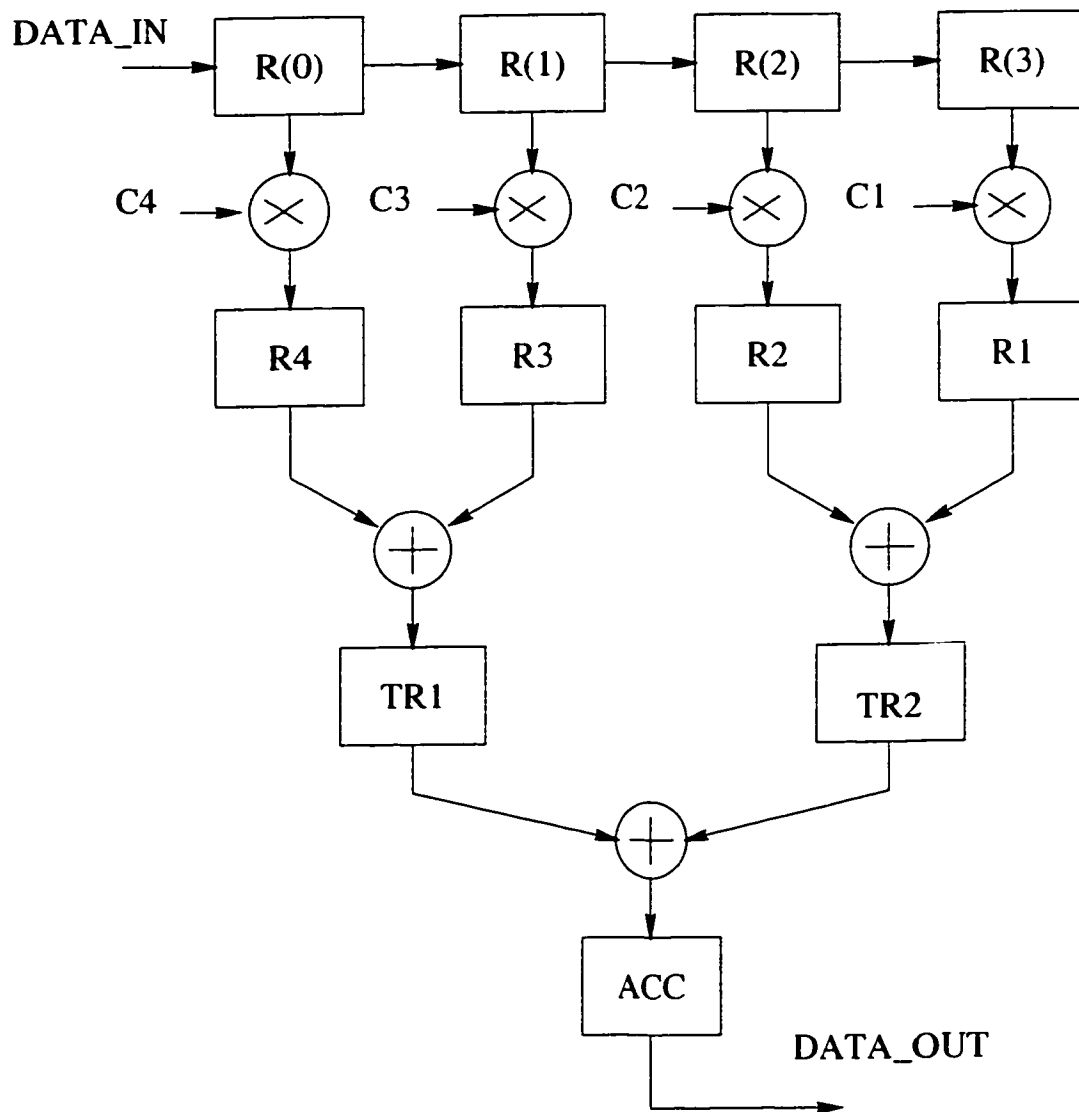 DATA_IN
R(0) R(1) R(2) R(3)
C4 C3 C2 C1
R4 R3 R2 R1
TR1 TR2
ACC
DATA_OUT